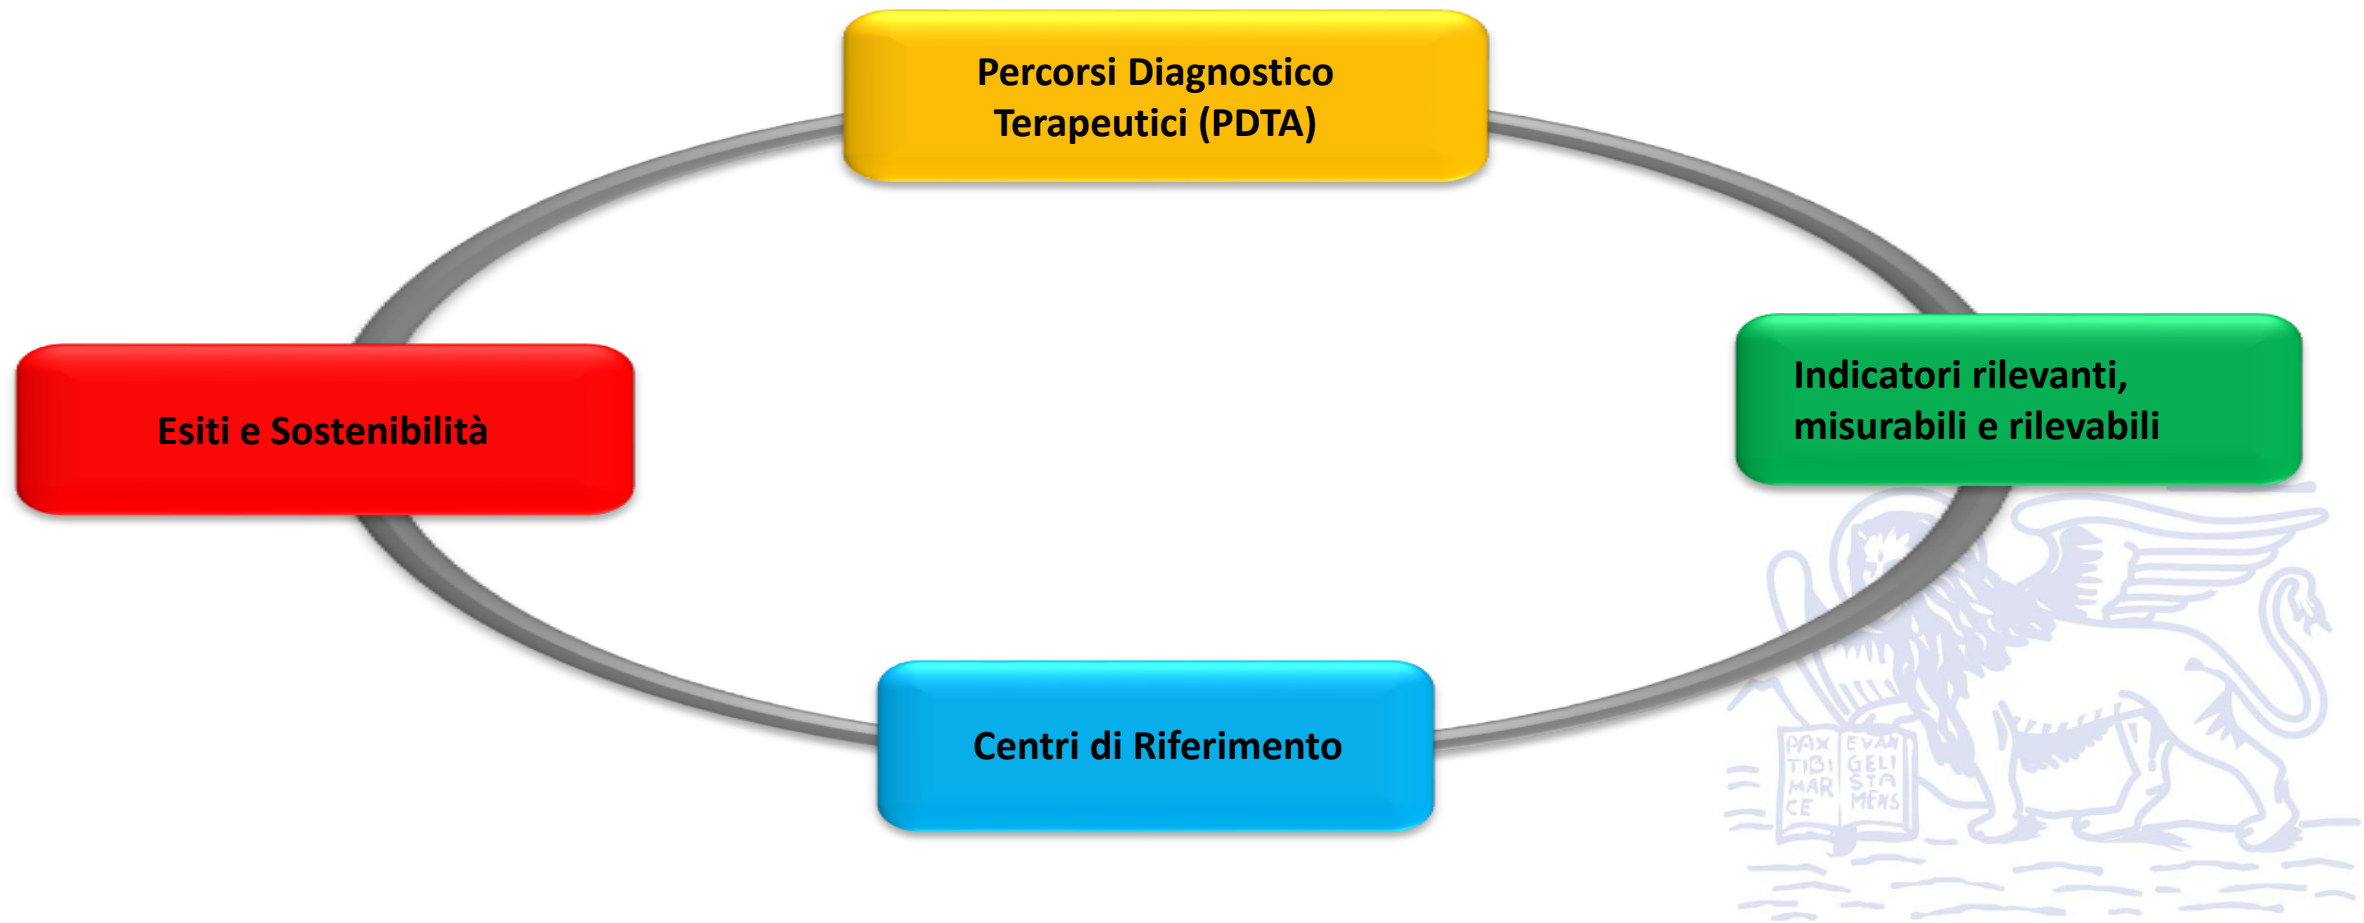 Percorsi Diagnostico
Terapeutici (PDTA)
Indicatori rilevanti,
misurabili e rilevabili
Esiti e Sostenibilità
Centri di Riferimento
PAX
TIBI
MAR
CE
EVAN
GELI
STA
MEUS